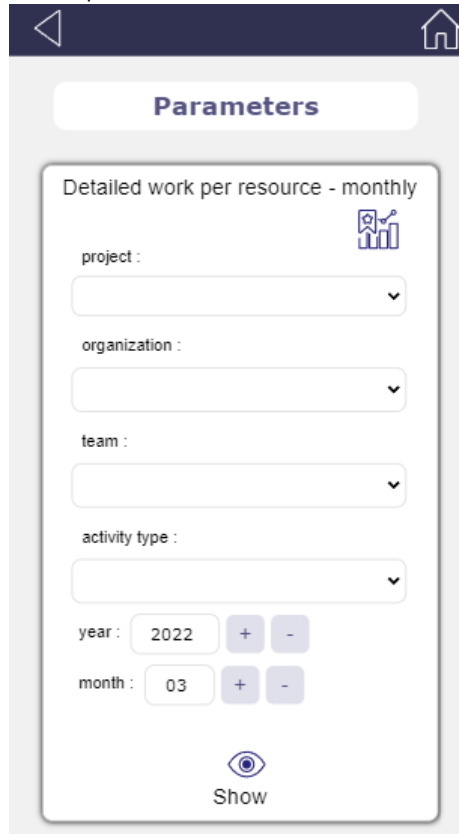 Parameters
Detailed work per resource - monthly
project :
organization :
team :
activity type :
year : 2022 + -
month : 03 + -
Show